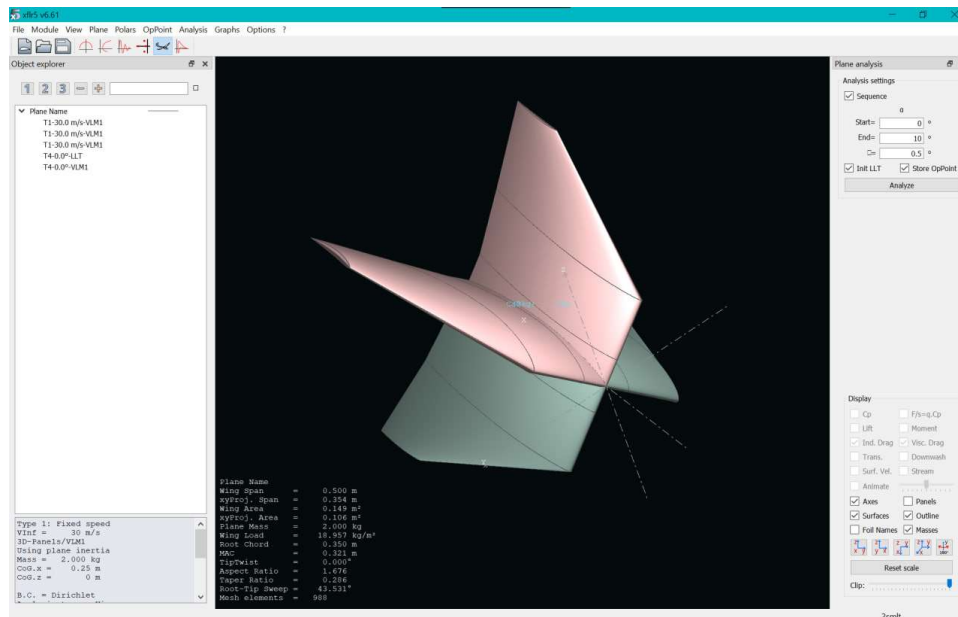 xflr5 v6.61
File Module View Plane Polars OpPoint Analysis Graphs Options ?
Object explorer
1 2 3
Plane Name
T1-30.0 m/s-VLM1
T1-30.0 m/s-VLM1
T1-30.0 m/s-VLM1
T4-0.0°-LLT
T4-0.0°-VLM1
Type 1: Fixed speed
VInf = 30 m/s
3D-Panels/VLM1
Using plane inertia
Mass = 2.000 kg
CoG.x = 0.25 m
CoG.z = 0 m
B.C. = Dirichlet
z
X
Y
Plane Name
Wing Span = 0.500 m
xyProj. Span = 0.354 m
Wing Area = 0.149 m²
xyProj. Area = 0.106 m²
Plane Mass = 2.000 kg
Wing Load = 18.957 kg/m²
Root Chord = 0.350 m
MAC = 0.321 m
TipTwist = 0.000°
Aspect Ratio = 1.676
Taper Ratio = 0.286
Root-Tip Sweep = 43.531°
Mesh elements = 988
Plane analysis
Analysis settings
Sequence
α
Start= 0 °
End= 10 °
0.5 °
Init LLT Store OpPoint
Analyze
Display
Cp F/s=q.Cp
Lift Moment
Ind. Drag Visc. Drag
Trans. Downwash
Surf. Vel. Stream
Animate
Axes Panels
Surfaces Outline
Foil Names Masses
Reset scale
Clip: